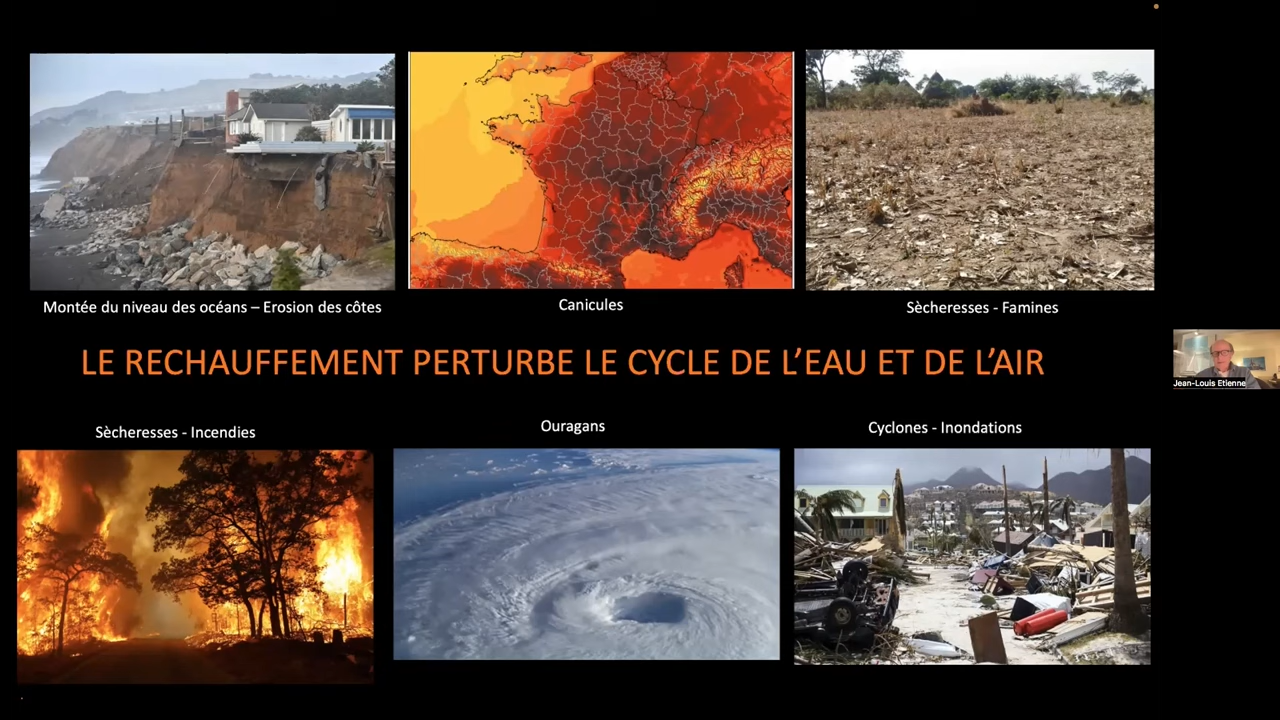 Montée du niveau des océans – Erosion des côtes
Canicules
Sècheresses - Famines
LE RECHAUFFEMENT PERTURBE LE CYCLE DE L’EAU ET DE L’AIR
Jean-Louis Etienne
Sècheresses - Incendies
Ouragans
Cyclones - Inondations